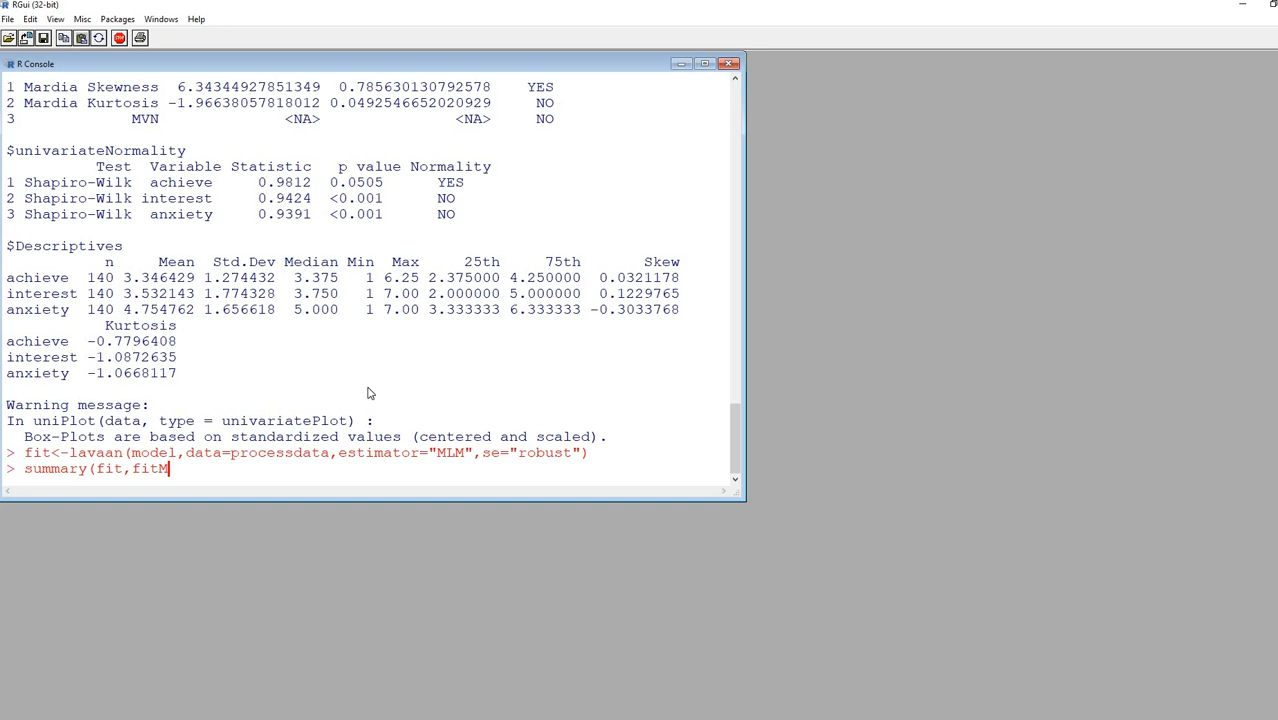 RGui (32-bit)
File Edit View Misc Packages Windows Help
STOP
R Console
1 Mardia Skewness 6.34344927851349 0.785630130792578 YES
2 Mardia Kurtosis -1.96638057818012 0.0492546652020929 NO
3 MVN <NA> <NA> NO
$univariateNormality
Test Variable Statistic p value Normality
1 Shapiro-Wilk achieve 0.9812 0.0505 YES
2 Shapiro-Wilk interest 0.9424 <0.001 NO
3 Shapiro-Wilk anxiety 0.9391 <0.001 NO
$Descriptives
n Mean Std.Dev Median Min Max 25th 75th Skew
achieve 140 3.346429 1.274432 3.375 1 6.25 2.375000 4.250000 0.0321178
interest 140 3.532143 1.774328 3.750 1 7.00 2.000000 5.000000 0.1229765
anxiety 140 4.754762 1.656618 5.000 1 7.00 3.333333 6.333333 -0.3033768
Kurtosis
achieve -0.7796408
interest -1.0872635
anxiety -1.0668117
Warning message:
In uniPlot(data, type = univariatePlot) :
Box-Plots are based on standardized values (centered and scaled).
> fit<-lavaan(model,data=processdata,estimator="MLM",se="robust")
> summary(fit,fitM